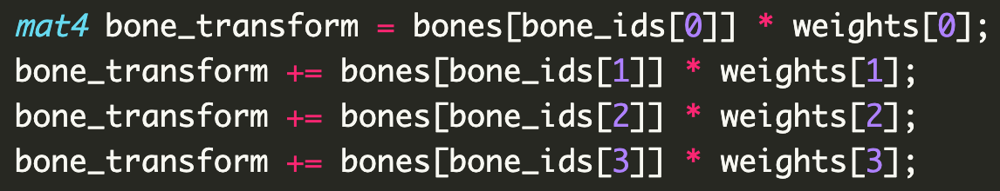 mat4 bone_transform = bones[bone_ids[0]] * weights[0];
bone_transform += bones[bone_ids[1]] * weights[1];
bone_transform += bones[bone_ids[2]] * weights[2];
bone_transform += bones[bone_ids[3]] * weights[3];